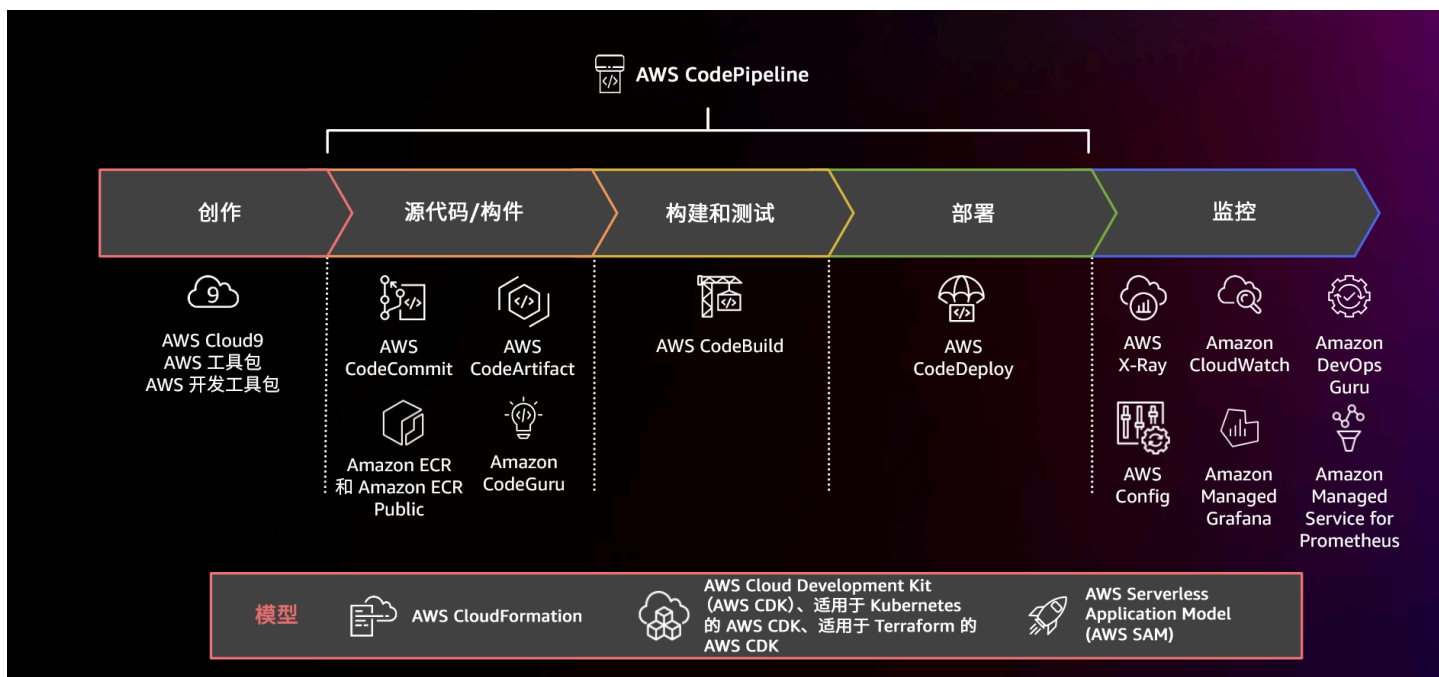 AWS CodePipeline
创作
源代码/构件
构建和测试
部署
监控
9
AWS Cloud9
AWS 工具包
AWS 开发工具包
AWS
CodeCommit
AWS
CodeArtifact
Amazon ECR
和 Amazon ECR
Public
Amazon
CodeGuru
AWS CodeBuild
AWS
CodeDeploy
AWS
X-Ray
Amazon
CloudWatch
Amazon
DevOps
Guru
AWS
Config
Amazon
Managed
Grafana
Amazon
Managed
Service for
Prometheus
模型
AWS CloudFormation
AWS Cloud Development Kit
（AWS CDK）、适用于 Kubernetes
的 AWS CDK、适用于 Terraform 的
AWS CDK
AWS Serverless
Application Model
(AWS SAM)